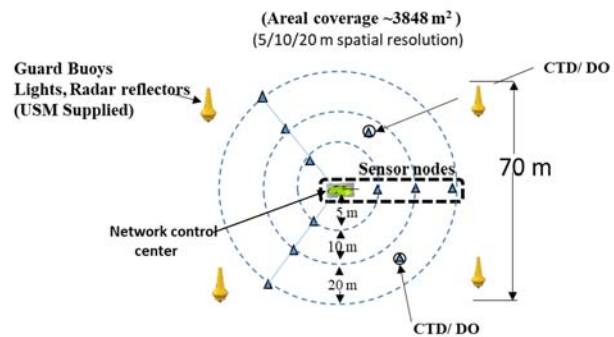 (Areal coverage ~3848 m²)
(5/10/20 m spatial resolution)
Guard Buoys
Lights, Radar reflectors
(USM Supplied)
CTD/ DO
Sensor nodes
70 m
Network control
center
5 m
10 m
20 m
CTD/ DO